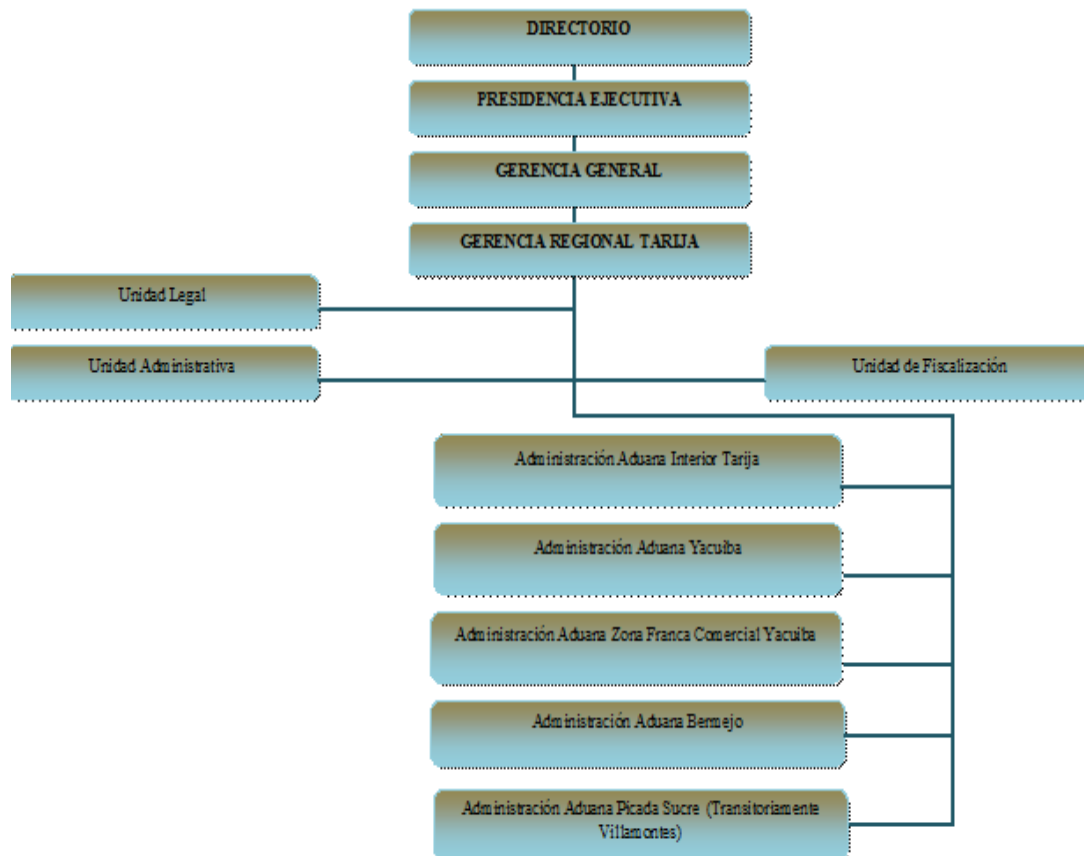 DIRECTORIO
PRESIDENCIA EJECUTIVA
GERENCIA GENERAL
GERENCIA REGIONAL TARIJA
Unidad Legal
Unidad Administrativa
Unidad de Fiscalización
Administración Aduana Interior Tarija
Administración Aduana Yacuiba
Administración Aduana Zona Franca Comercial Yacuiba
Administración Aduana Bermejo
Administración Aduana Picada Sucre (Transitoriamente
Villamontes)